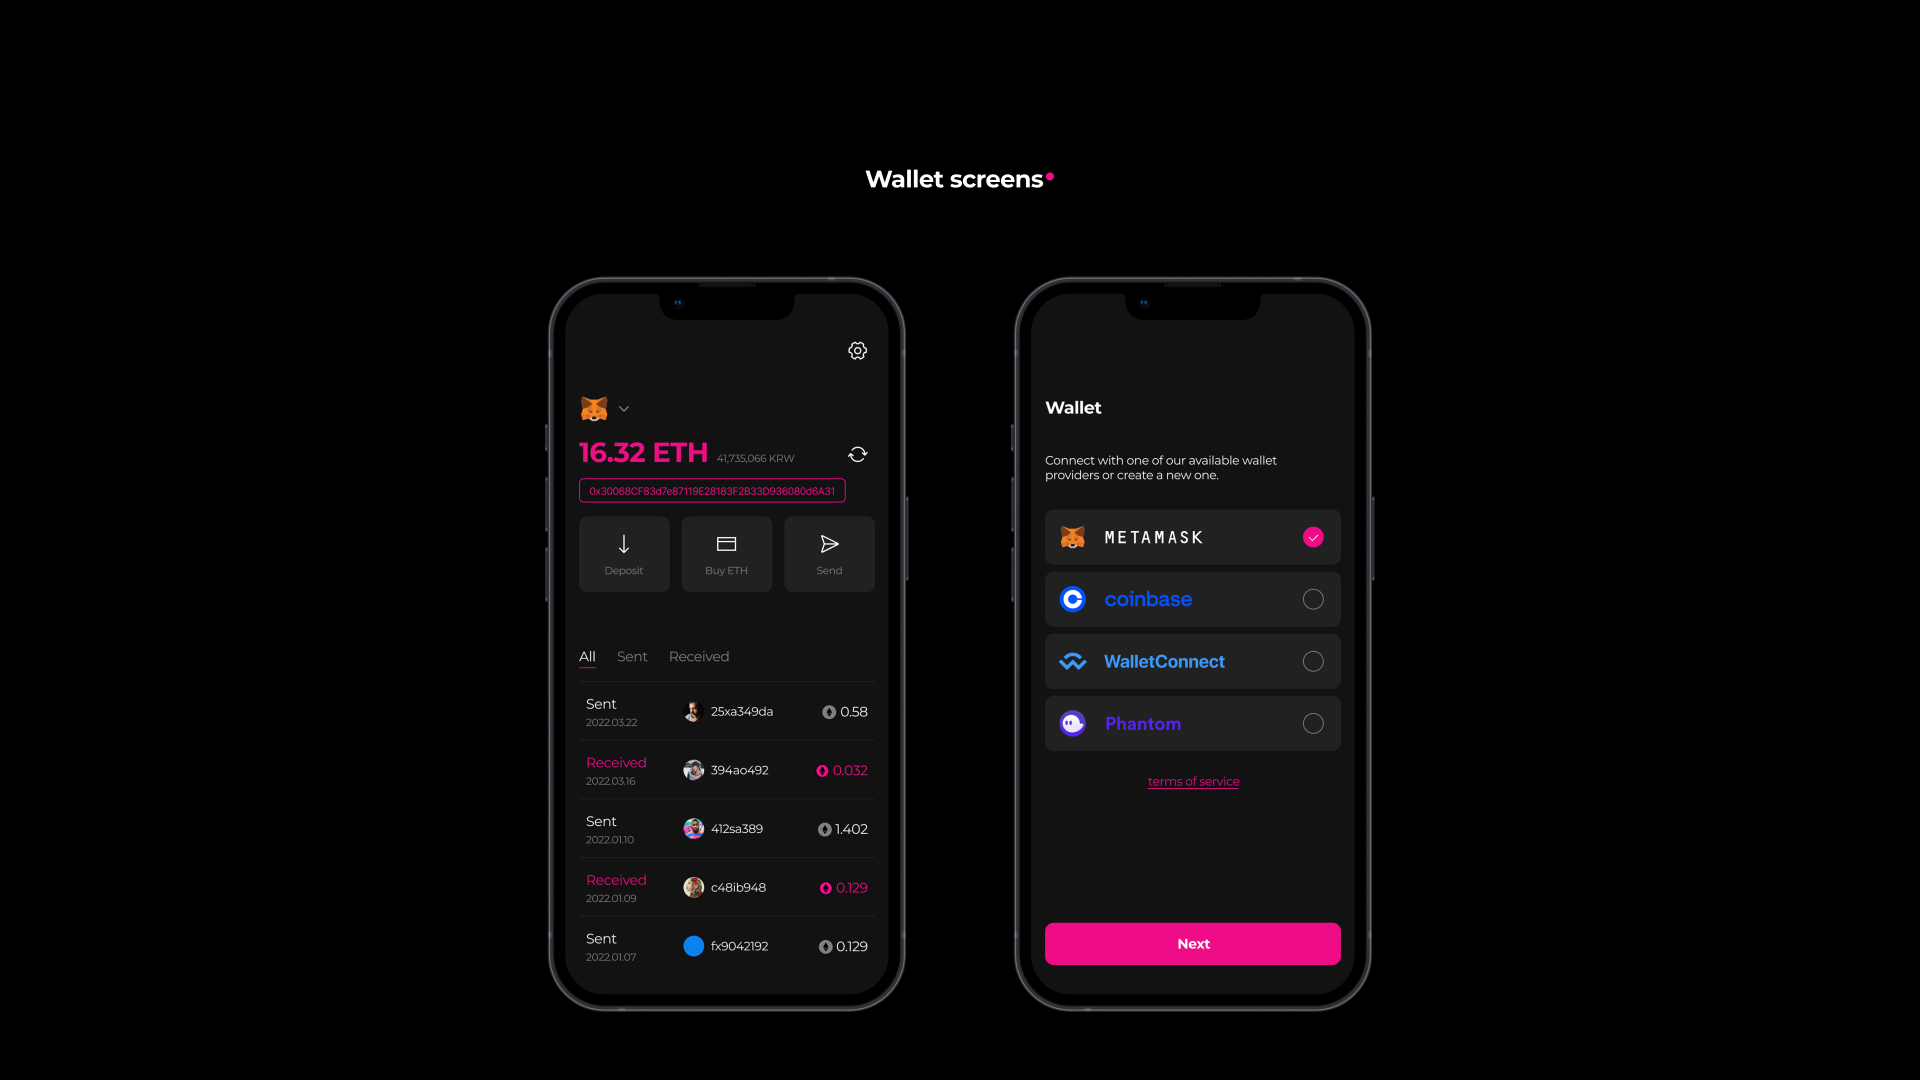 Wallet screens
16.32 ETH 41,735,066 KRW
0x30068CF83d7e87119E28183F2B33D936080d6A31
Deposit Buy ETH Send
All Sent Received
Sent
2022.03.22
25xa349da
0.58
Received
2022.03.16
394ao492
0.032
Sent
2022.01.10
412sa389
1.402
Received
2022.01.09
c48ib948
0.129
Sent
2022.01.07
fx9042192
0.129
Wallet
Connect with one of our available wallet
providers or create a new one.
METAMASK
coinbase
WalletConnect
Phantom
terms of service
Next